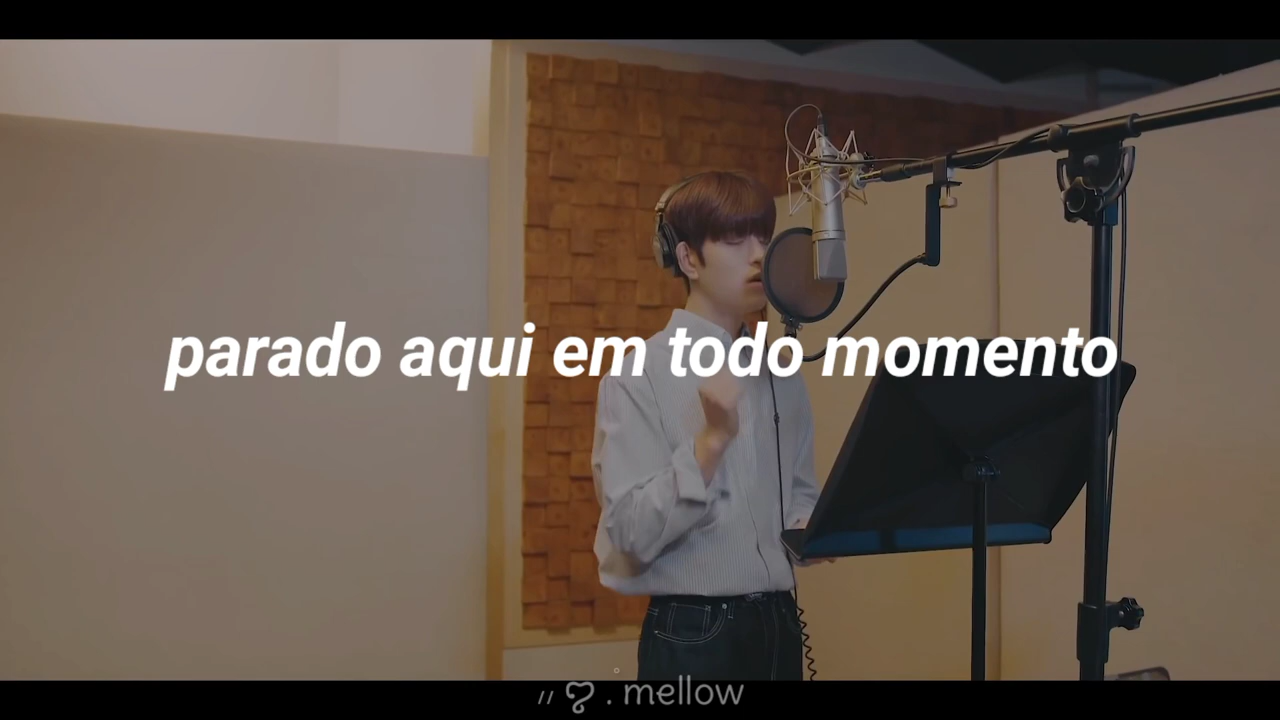 parado aqui em todo momento
// ღ . mellow